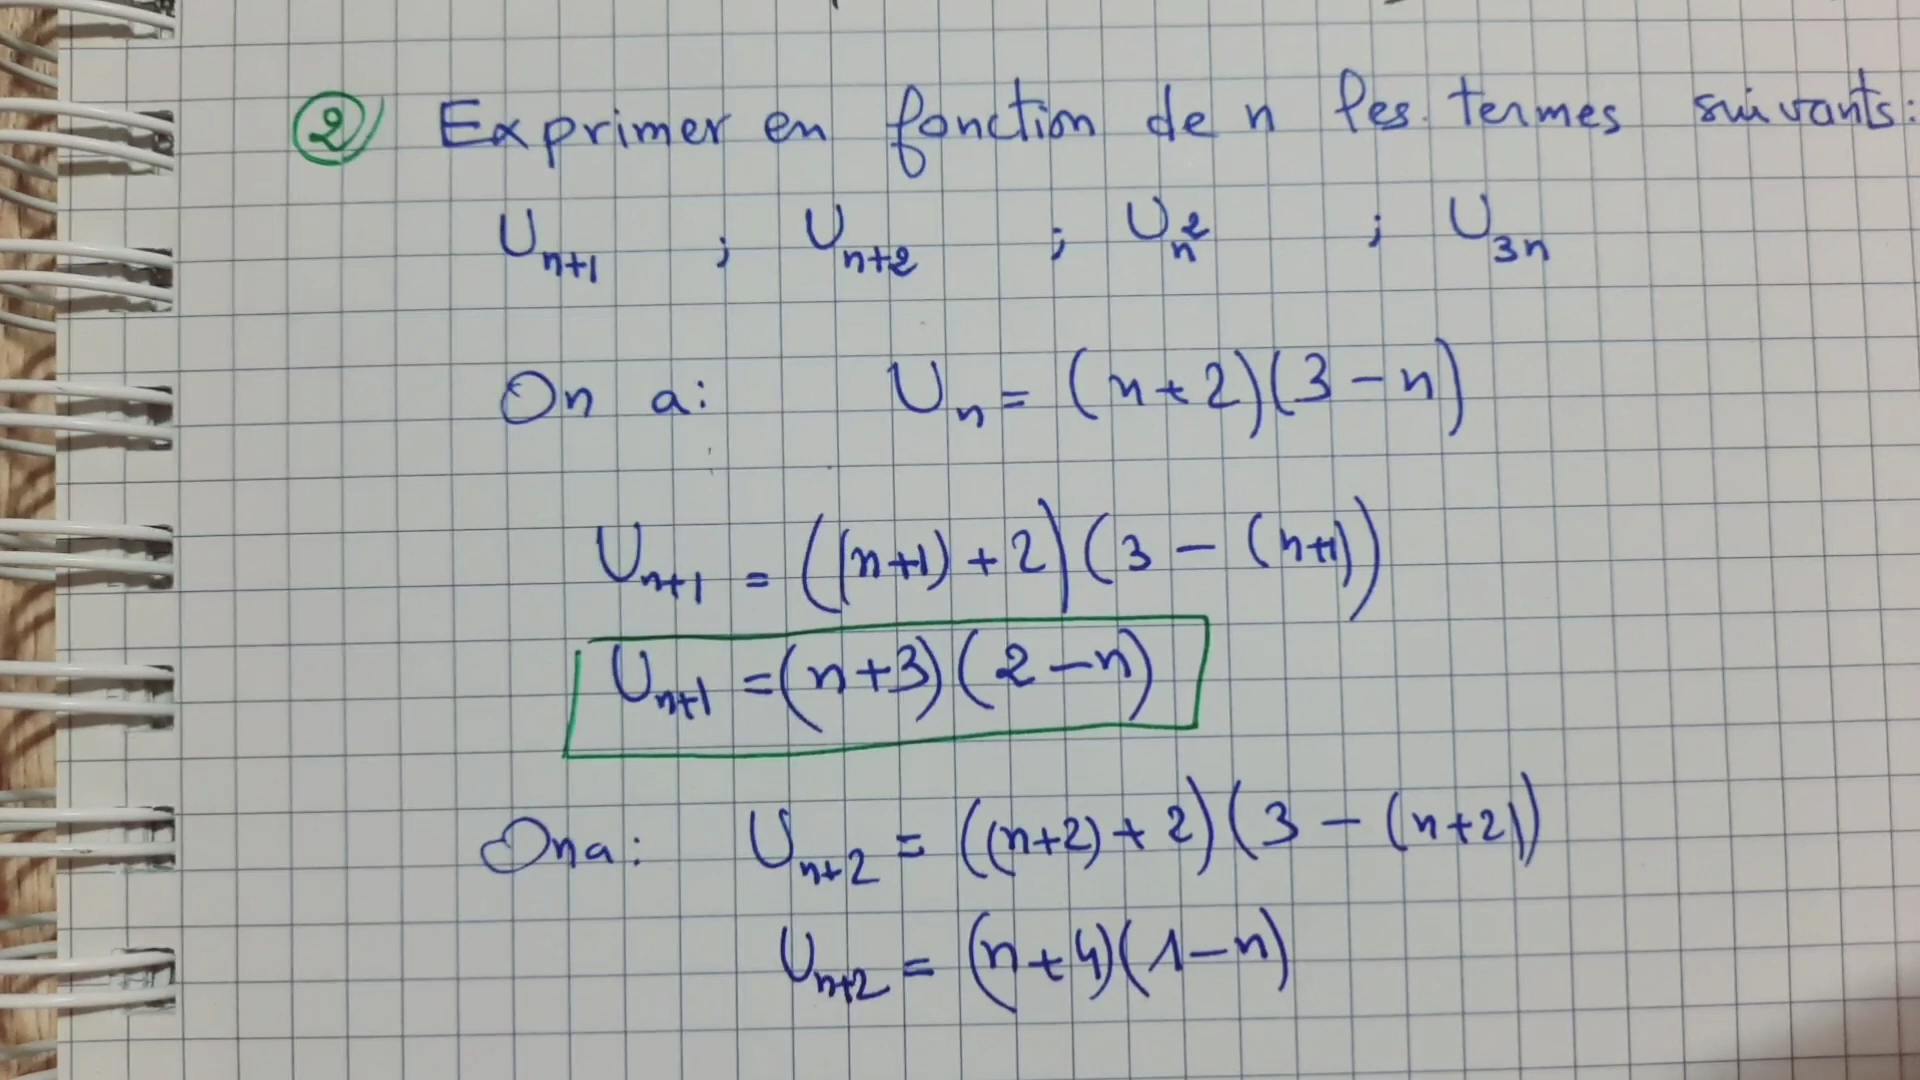 ② Exprimer en fonction de n les termes suivants:
Uₙ₊₁ ; Uₙ₊₂ ; Uₙ² ; U₃ₙ
On a: Uₙ = (n+2)(3-n)
Uₙ₊₁ = ((n+1)+2)(3-(n+1))
Uₙ₊₁ = (n+3)(2-n)
On a: Uₙ₊₂ = ((n+2)+2)(3-(n+2))
Uₙ₊₂ = (n+4)(1-n)